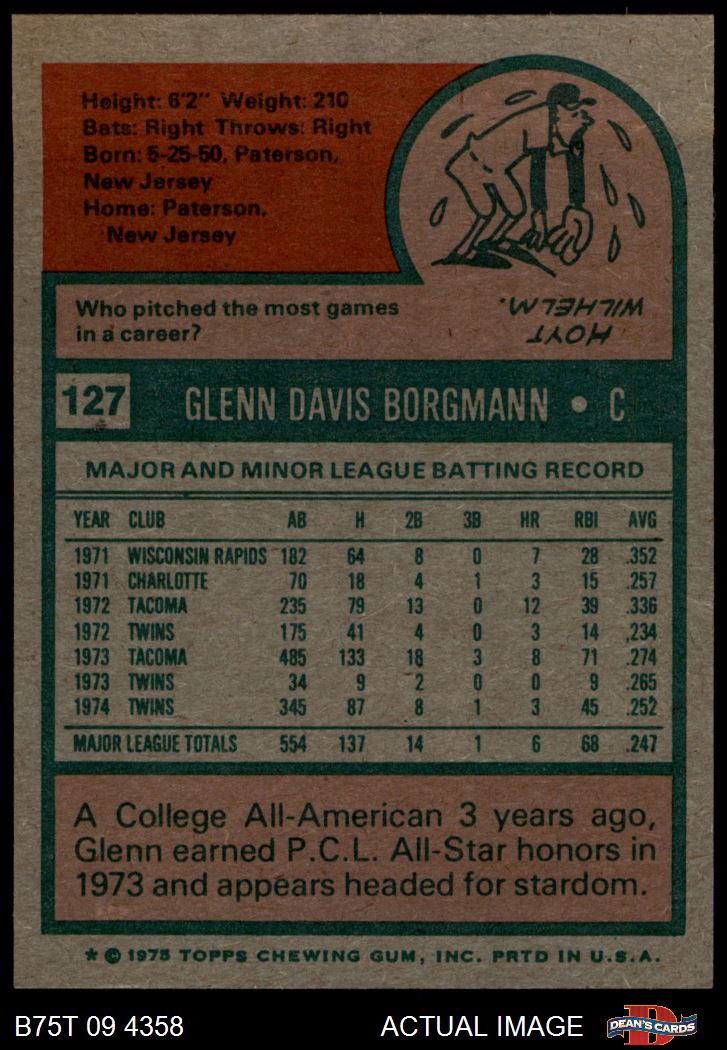 Height: 6'2" Weight: 210
Bats: Right Throws: Right
Born: 5-25-50, Paterson,
New Jersey
Home: Paterson,
New Jersey
Who pitched the most games
in a career?
HOYT
WILHELM.
127 GLENN DAVIS BORGMANN • C
MAJOR AND MINOR LEAGUE BATTING RECORD
YEAR CLUB AB H 2B 3B HR RBI AVG
1971 WISCONSIN RAPIDS 182 64 8 0 7 28 .352
1971 CHARLOTTE 70 18 4 1 3 15 .257
1972 TACOMA 235 79 13 0 12 39 .336
1972 TWINS 175 41 4 0 3 14 .234
1973 TACOMA 485 133 18 3 8 71 .274
1973 TWINS 34 9 2 0 0 9 .265
1974 TWINS 345 87 8 1 3 45 .252
MAJOR LEAGUE TOTALS 554 137 14 1 6 68 .247
A College All-American 3 years ago,
Glenn earned P.C.L. All-Star honors in
1973 and appears headed for stardom.
* © 1975 TOPPS CHEWING GUM, INC. PRTD IN U.S.A.
B75T 09 4358 ACTUAL IMAGE D DEAN'S CARDS